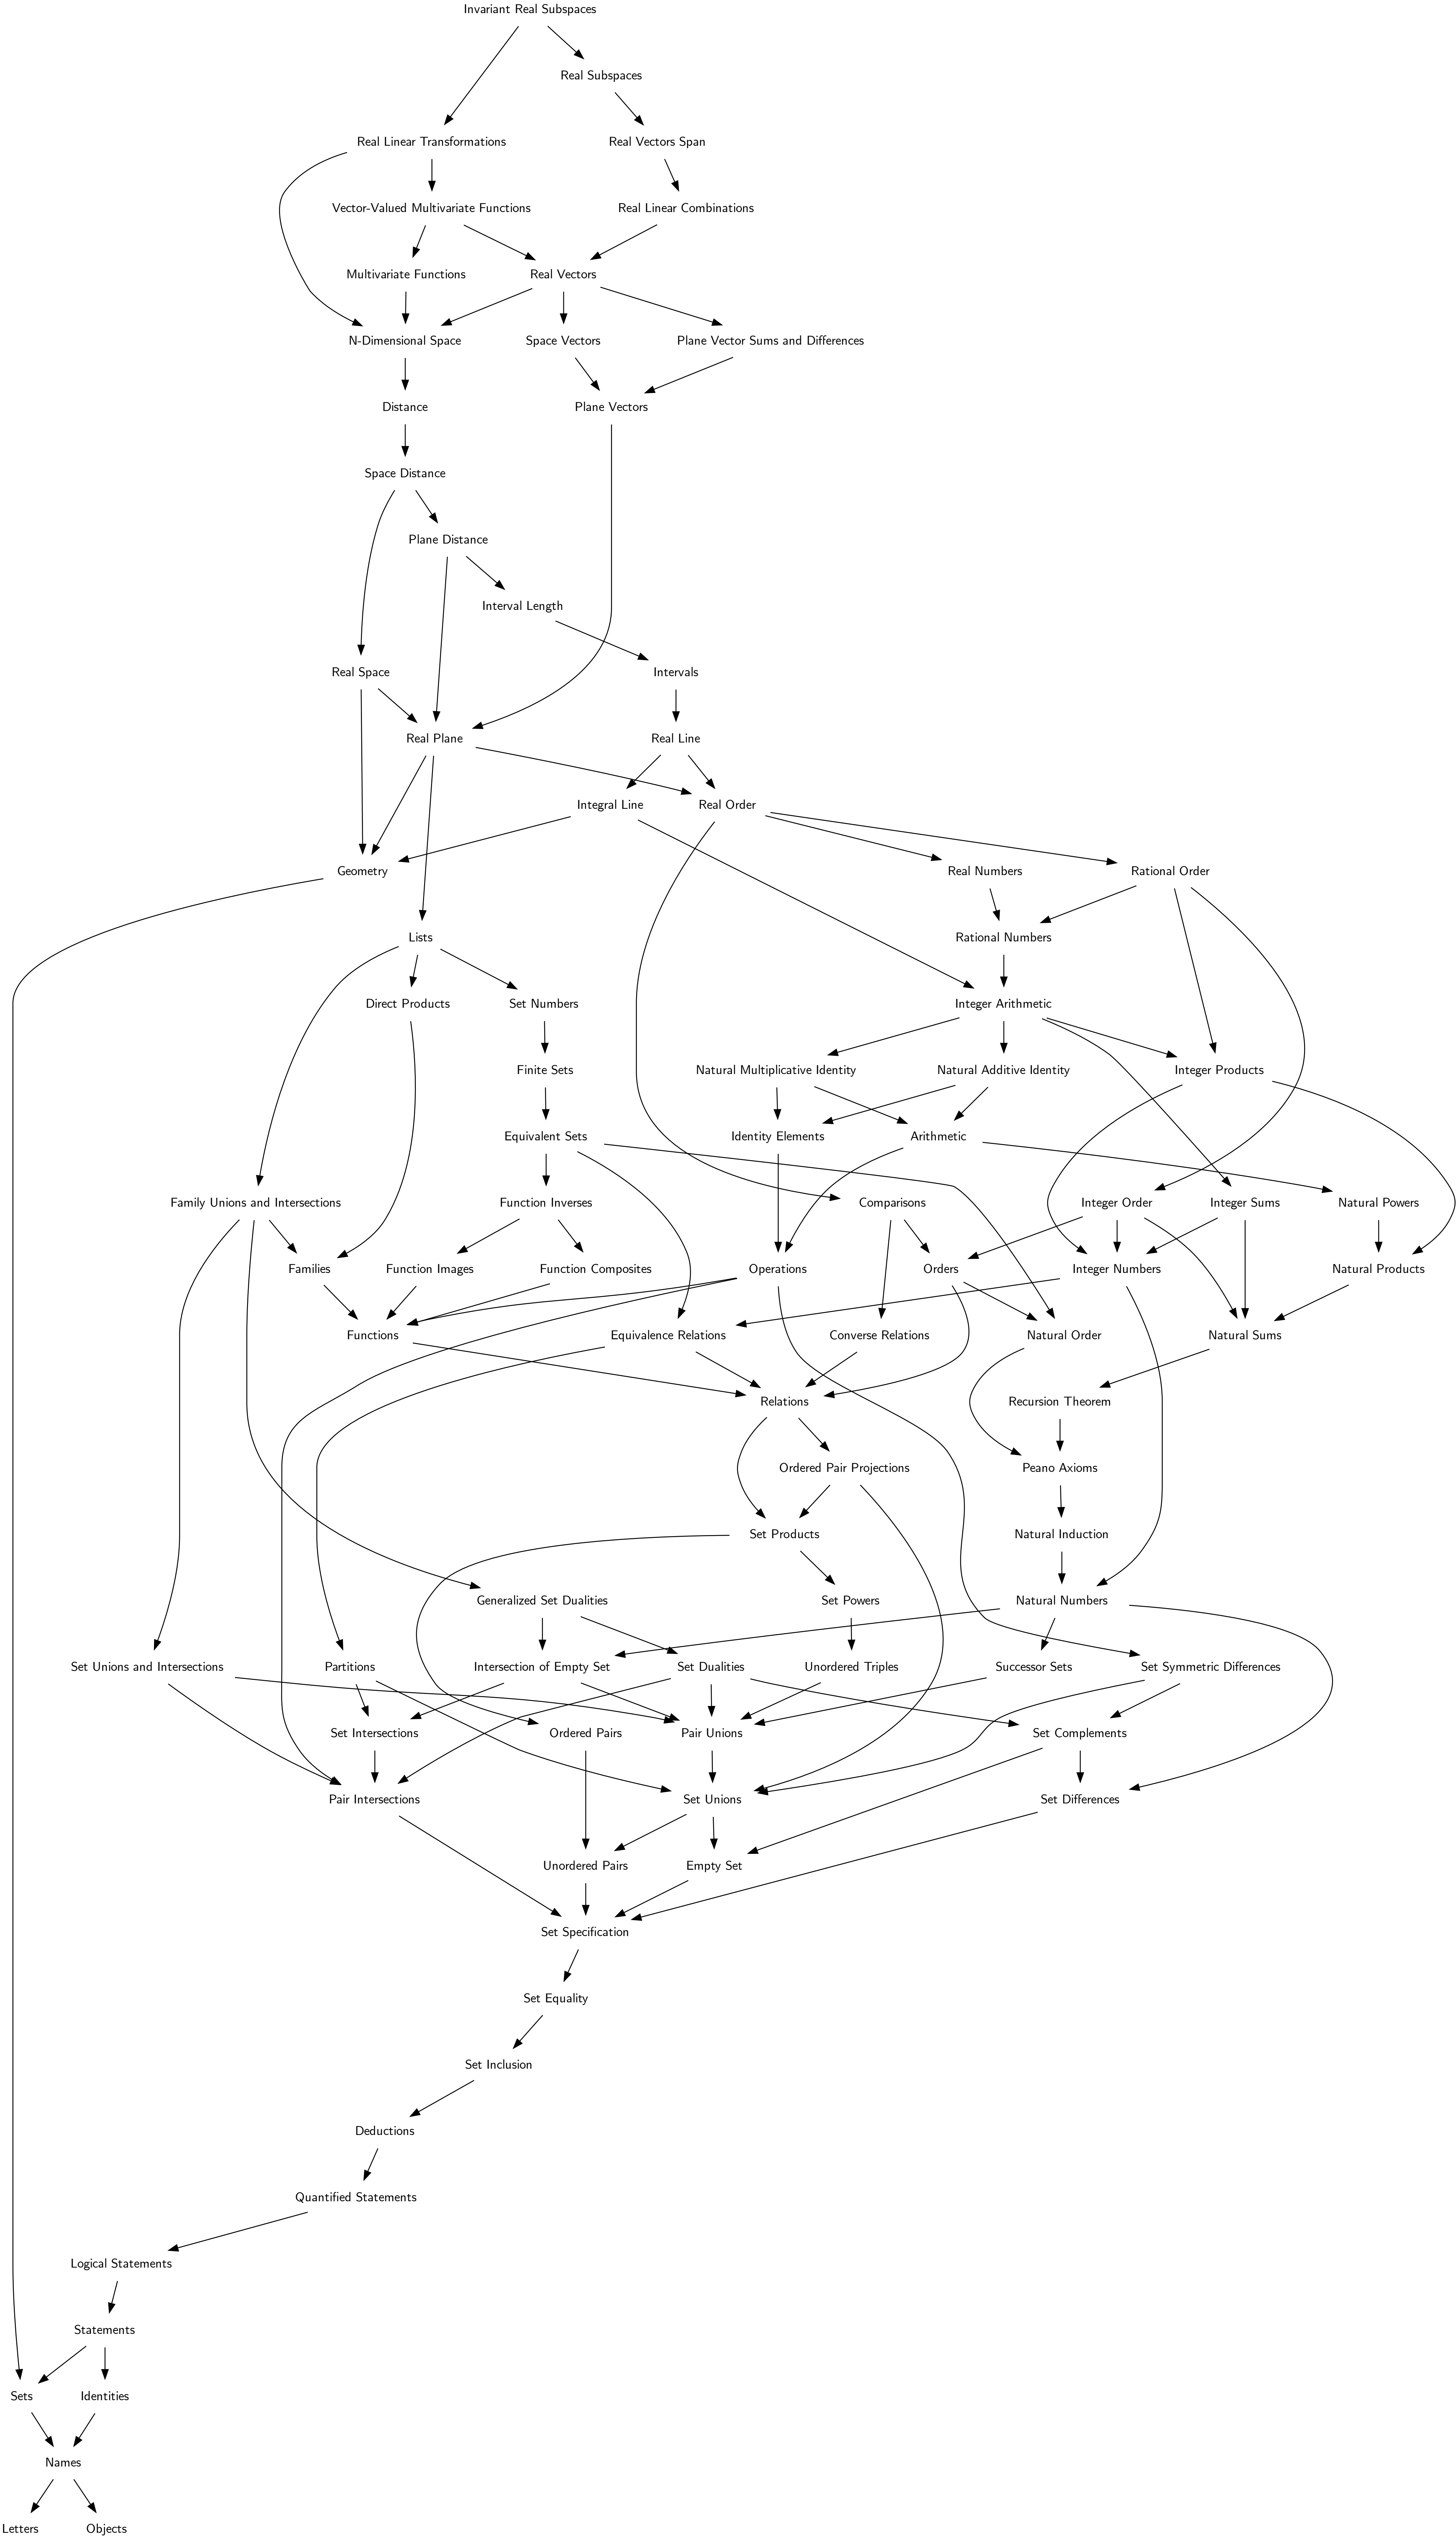 Invariant Real Subspaces
Real Subspaces
Real Linear Transformations
Real Vectors Span
Vector-Valued Multivariate Functions
Real Linear Combinations
Multivariate Functions
Real Vectors
N-Dimensional Space
Space Vectors
Plane Vector Sums and Differences
Distance
Plane Vectors
Space Distance
Plane Distance
Interval Length
Real Space
Intervals
Real Plane
Real Line
Integral Line
Real Order
Geometry
Real Numbers
Rational Order
Lists
Rational Numbers
Direct Products
Set Numbers
Integer Arithmetic
Finite Sets
Natural Multiplicative Identity
Natural Additive Identity
Integer Products
Equivalent Sets
Identity Elements
Arithmetic
Family Unions and Intersections
Function Inverses
Comparisons
Integer Order
Integer Sums
Natural Powers
Families
Function Images
Function Composites
Operations
Orders
Integer Numbers
Natural Products
Functions
Equivalence Relations
Converse Relations
Natural Order
Natural Sums
Relations
Recursion Theorem
Ordered Pair Projections
Peano Axioms
Set Products
Natural Induction
Generalized Set Dualities
Set Powers
Natural Numbers
Set Unions and Intersections
Partitions
Intersection of Empty Set
Set Dualities
Unordered Triples
Successor Sets
Set Symmetric Differences
Set Intersections
Ordered Pairs
Pair Unions
Set Complements
Pair Intersections
Set Unions
Set Differences
Unordered Pairs
Empty Set
Set Specification
Set Equality
Set Inclusion
Deductions
Quantified Statements
Logical Statements
Statements
Sets
Identities
Names
Letters
Objects